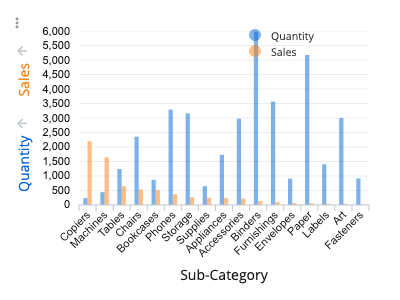 6,000
5,500
5,000
4,500
4,000
3,500
3,000
2,500
2,000
1,500
1,000
500
0
Sales
Quantity
Quantity
Sales
Copiers
Machines
Tables
Chairs
Bookcases
Phones
Storage
Supplies
Appliances
Accessories
Binders
Furnishings
Envelopes
Paper
Labels
Art
Fasteners
Sub-Category